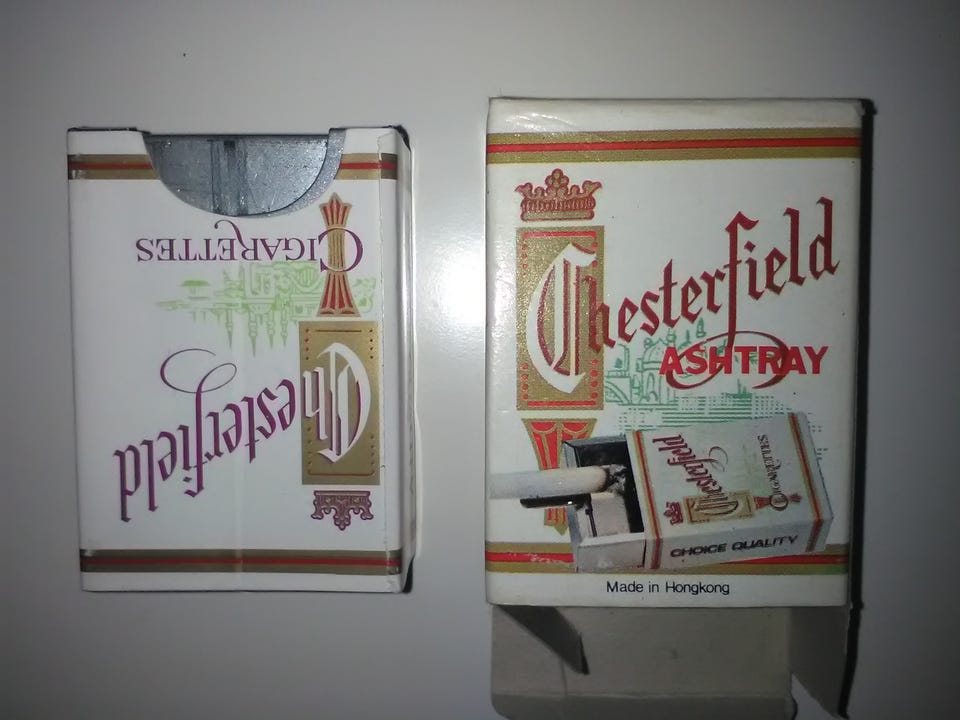 CIGARETTES
Chesterfield
Chesterfield
ASHTRAY
Chesterfield
CIGARETTES
CHOICE QUALITY
Made in Hongkong